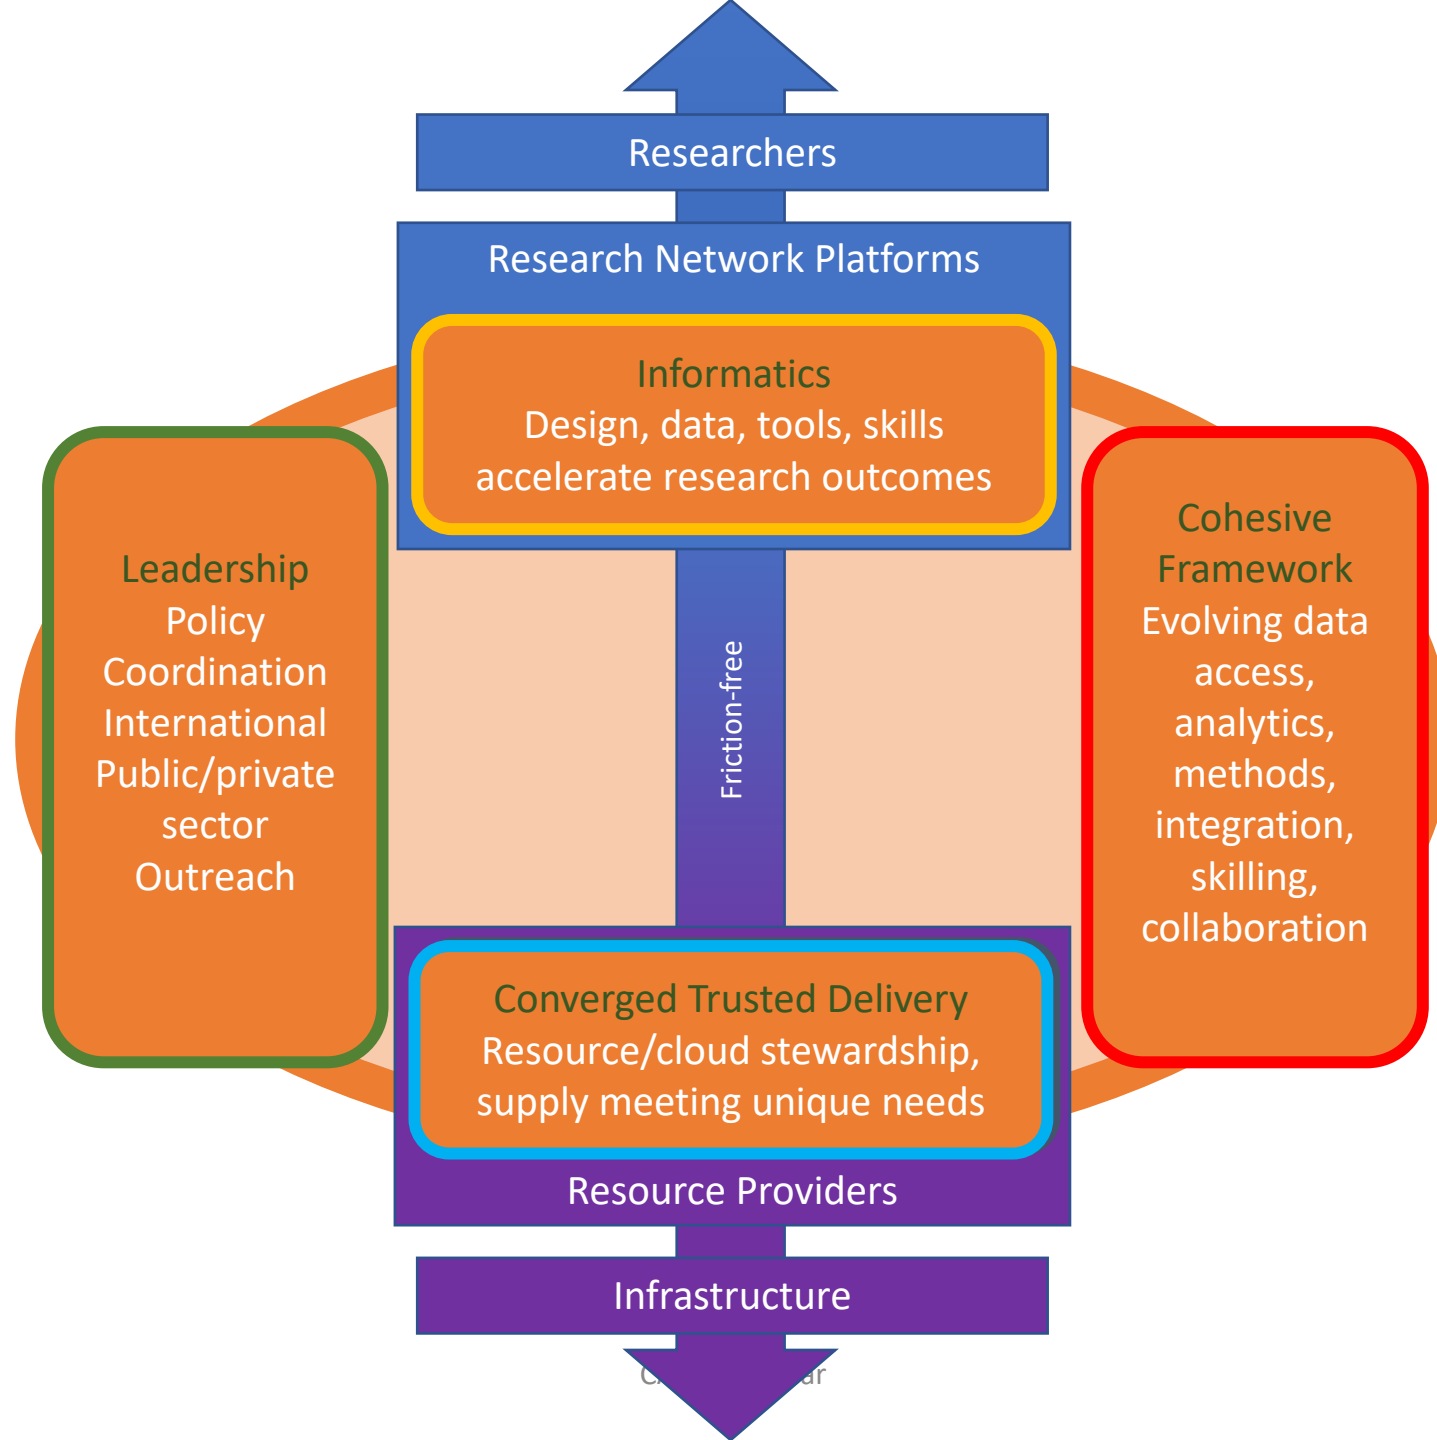 Researchers
Research Network Platforms
Informatics
Design, data, tools, skills
accelerate research outcomes
Leadership
Policy
Coordination
International
Public/private
sector
Outreach
Friction-free
Cohesive
Framework
Evolving data
access,
analytics,
methods,
integration,
skilling,
collaboration
Converged Trusted Delivery
Resource/cloud stewardship,
supply meeting unique needs
Resource Providers
Infrastructure